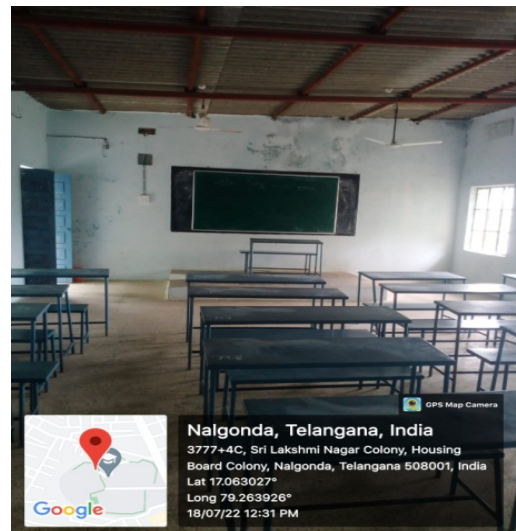 GPS Map Camera
Nalgonda, Telangana, India
3777+4C, Sri Lakshmi Nagar Colony, Housing
Board Colony, Nalgonda, Telangana 508001, India
Lat 17.063027°
Long 79.263926°
18/07/22 12:31 PM
Google